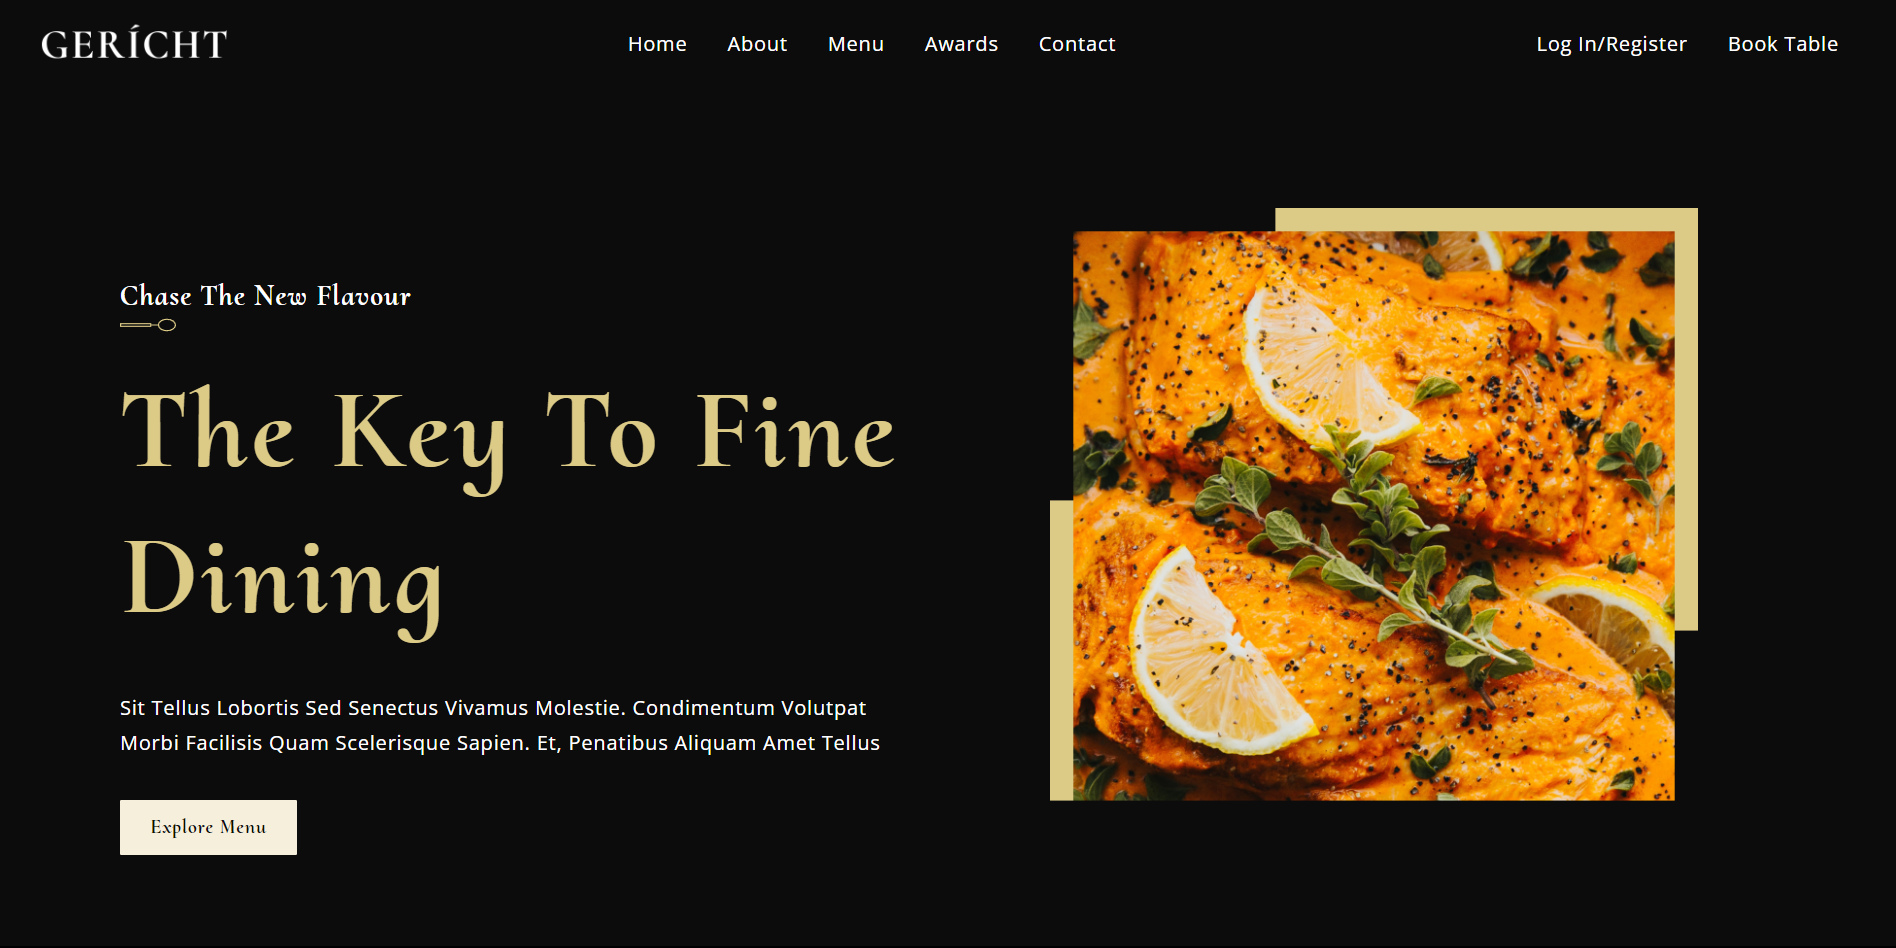 GERÍCHT
Home About Menu Awards Contact
Log In/Register Book Table
Chase The New Flavour
The Key To Fine
Dining
Sit Tellus Lobortis Sed Senectus Vivamus Molestie. Condimentum Volutpat
Morbi Facilisis Quam Scelerisque Sapien. Et, Penatibus Aliquam Amet Tellus
Explore Menu